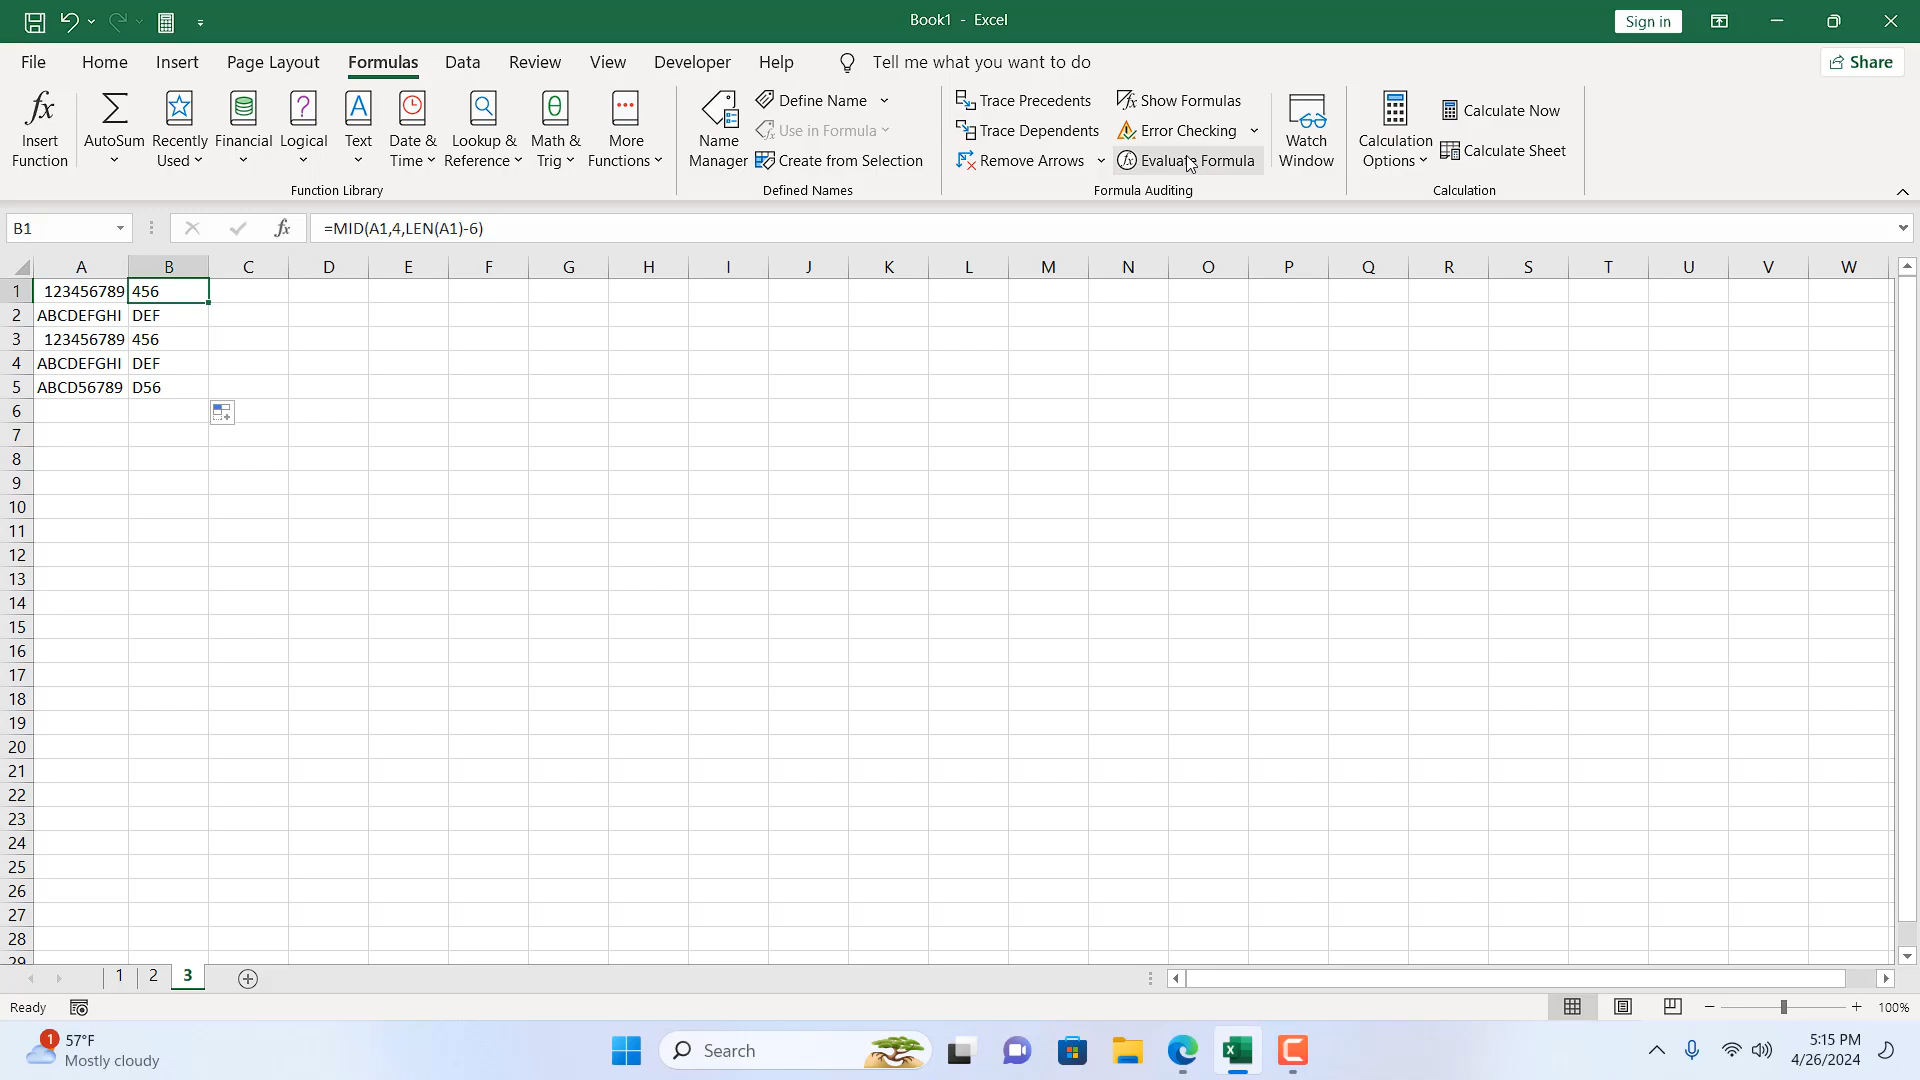 Book1 - Excel
Sign in
File Home Insert Page Layout Formulas Data Review View Developer Help Tell me what you want to do Share
Insert Function
AutoSum
Recently Used
Financial
Logical
Text
Date & Time
Lookup & Reference
Math & Trig
More Functions
Function Library
Name Manager
Define Name
Use in Formula
Create from Selection
Defined Names
Trace Precedents
Trace Dependents
Remove Arrows
Show Formulas
Error Checking
Evaluate Formula
Formula Auditing
Watch Window
Calculation Options
Calculate Now
Calculate Sheet
Calculation
B1 fx =MID(A1,4,LEN(A1)-6)
A B C D E F G H I J K L M N O P Q R S T U V W
1 123456789 456
2 ABCDEFGHI DEF
3 123456789 456
4 ABCDEFGHI DEF
5 ABCD56789 D56
6
7
8
9
10
11
12
13
14
15
16
17
18
19
20
21
22
23
24
25
26
27
28
29
1 2 3
Ready
100%
1
57°F
Mostly cloudy
Search
5:15 PM
4/26/2024